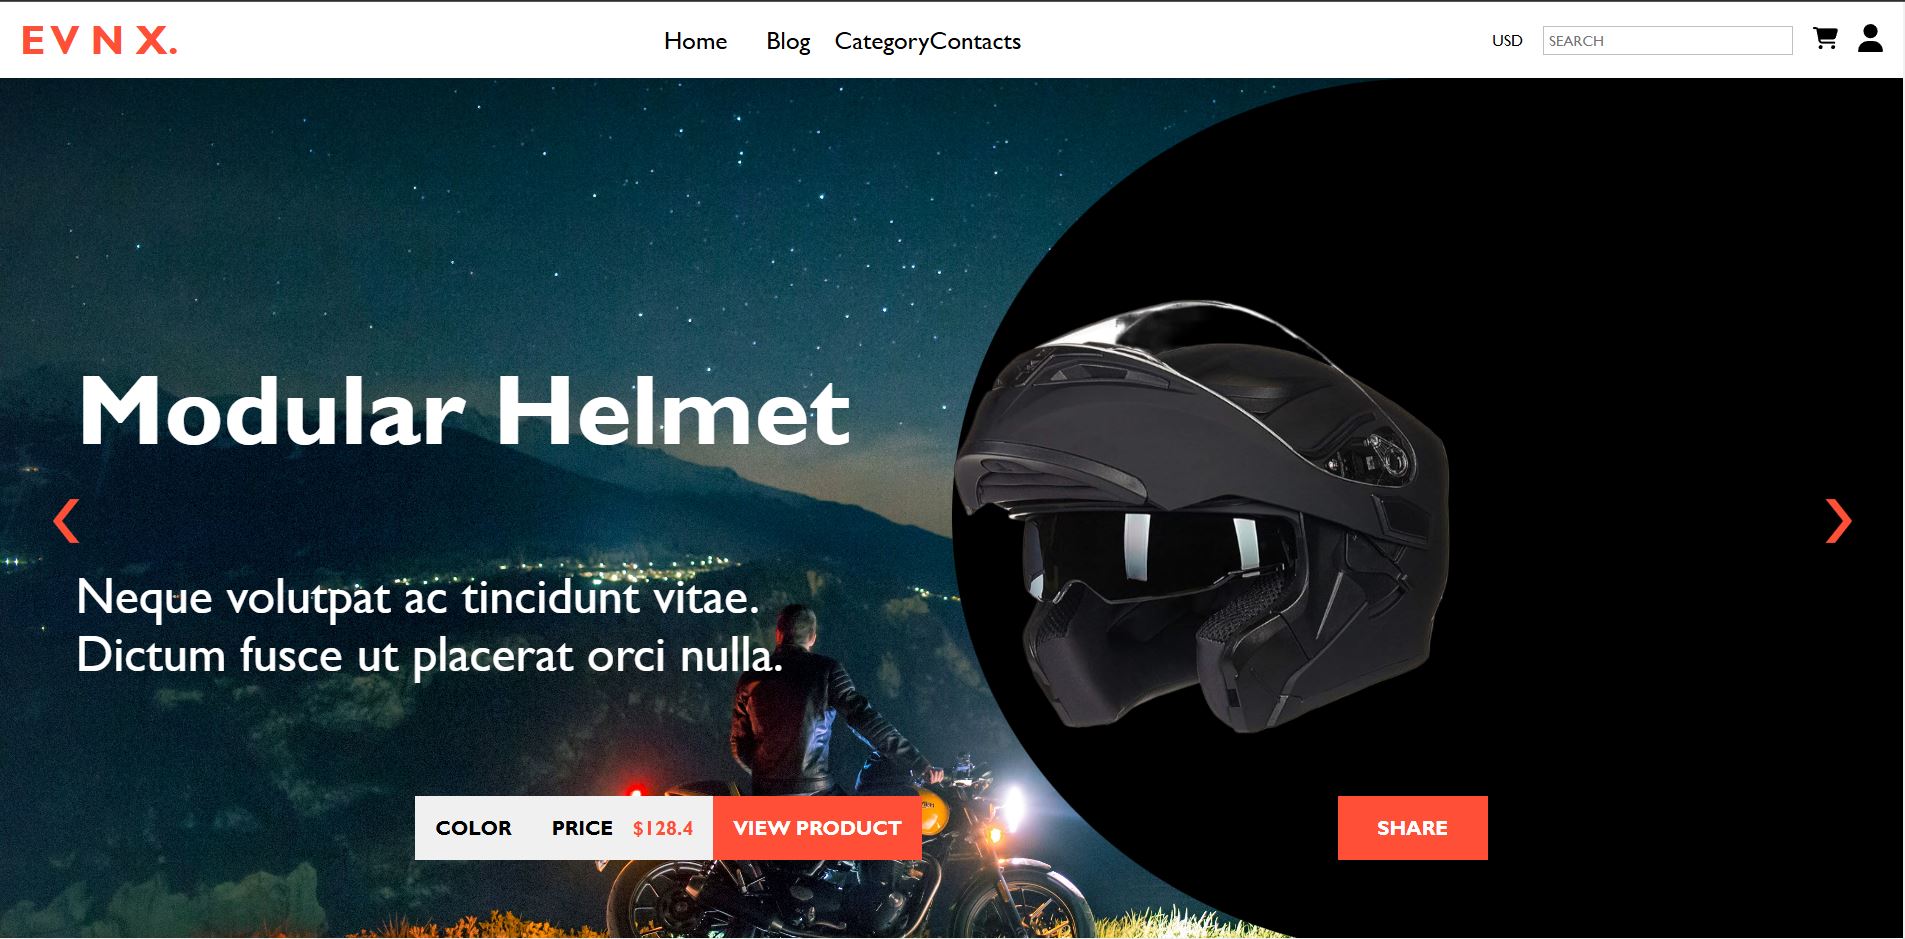 E V N X.
Home Blog CategoryContacts
USD SEARCH
Modular Helmet
Neque volutpat ac tincidunt vitae.
Dictum fusce ut placerat orci nulla.
COLOR PRICE $128.4 VIEW PRODUCT
SHARE